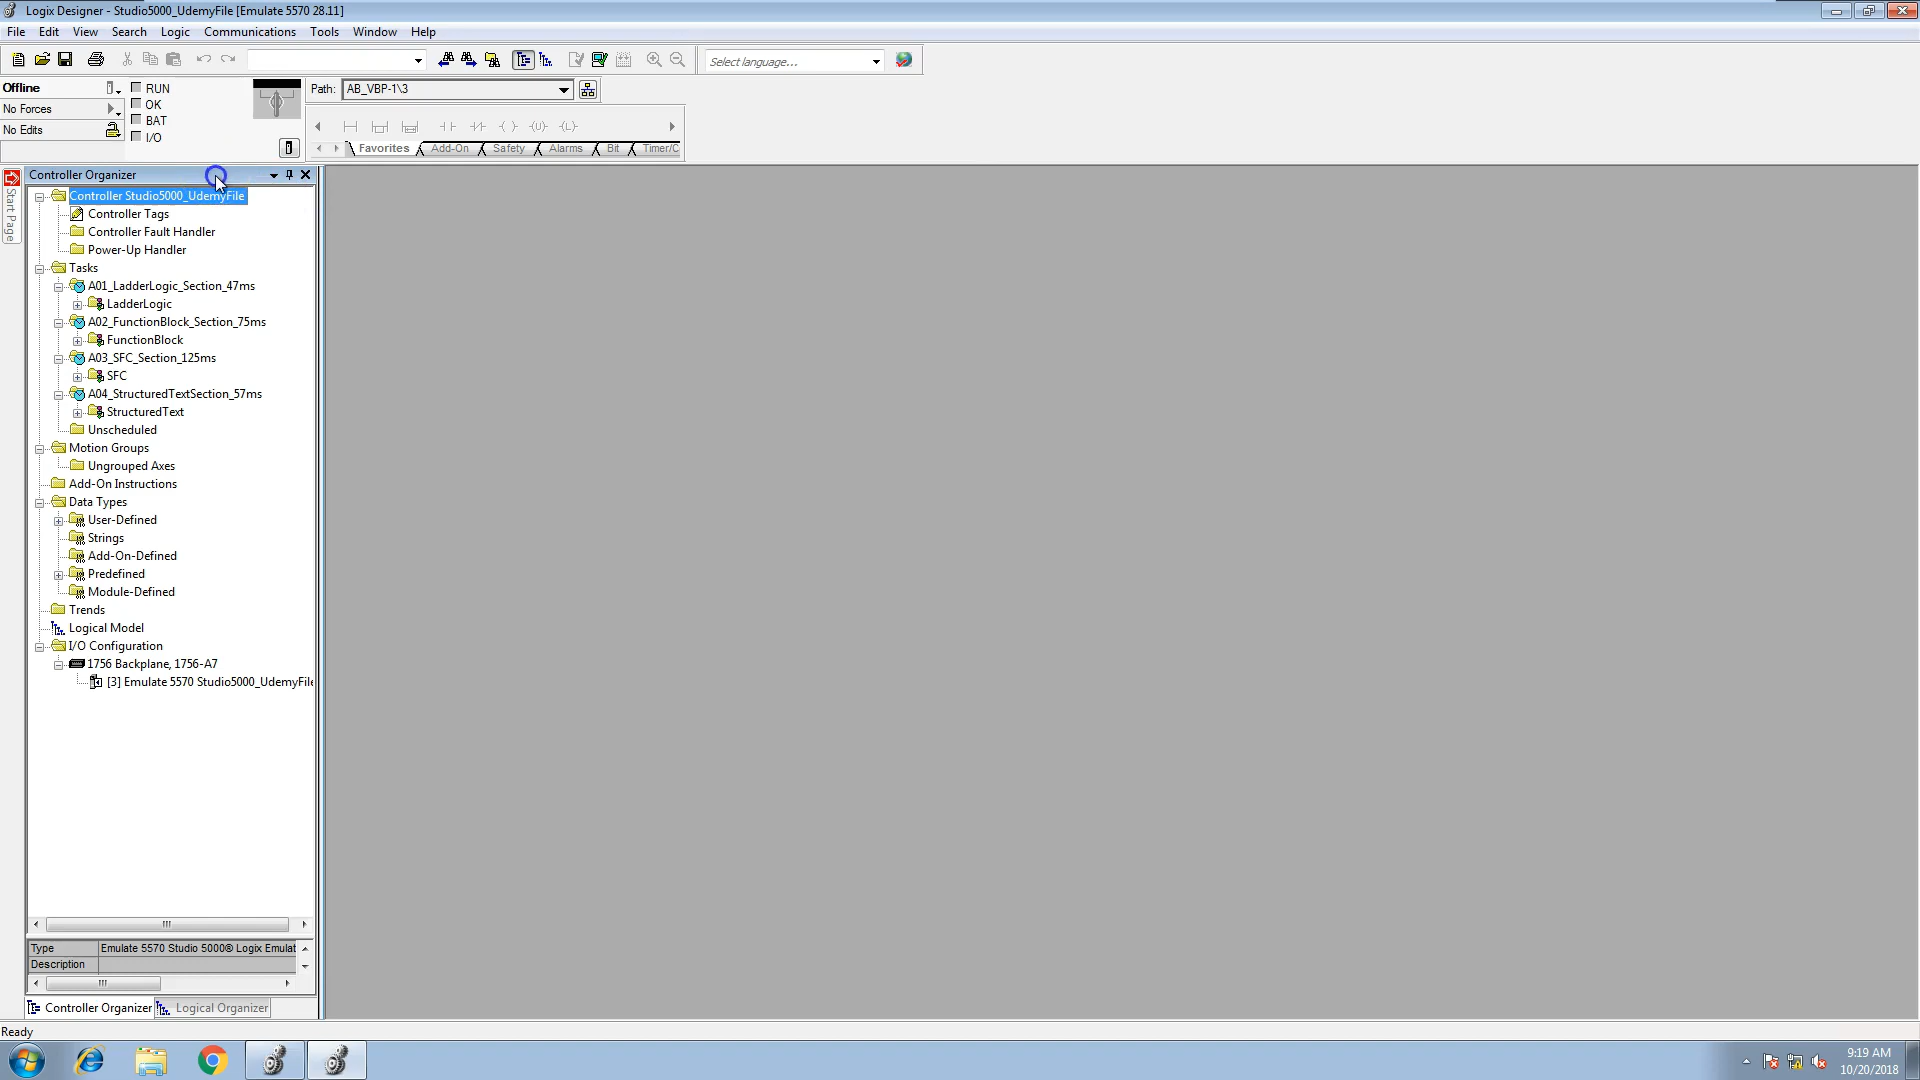 Logix Designer - Studio5000_UdemyFile [Emulate 5570 28.11]
File Edit View Search Logic Communications Tools Window Help
Select language...
Offline
RUN
Path: AB_VBP-1\3
No Forces
OK
No Edits
BAT
I/O
Favorites Add-On Safety Alarms Bit Timer/C
Start Page
Controller Organizer
Controller Studio5000_UdemyFile
Controller Tags
Controller Fault Handler
Power-Up Handler
Tasks
A01_LadderLogic_Section_47ms
LadderLogic
A02_FunctionBlock_Section_75ms
FunctionBlock
A03_SFC_Section_125ms
SFC
A04_StructuredTextSection_57ms
StructuredText
Unscheduled
Motion Groups
Ungrouped Axes
Add-On Instructions
Data Types
User-Defined
Strings
Add-On-Defined
Predefined
Module-Defined
Trends
Logical Model
I/O Configuration
1756 Backplane, 1756-A7
[3] Emulate 5570 Studio5000_UdemyFile
Type Emulate 5570 Studio 5000® Logix Emulat
Description
Controller Organizer Logical Organizer
Ready
9:19 AM
10/20/2018